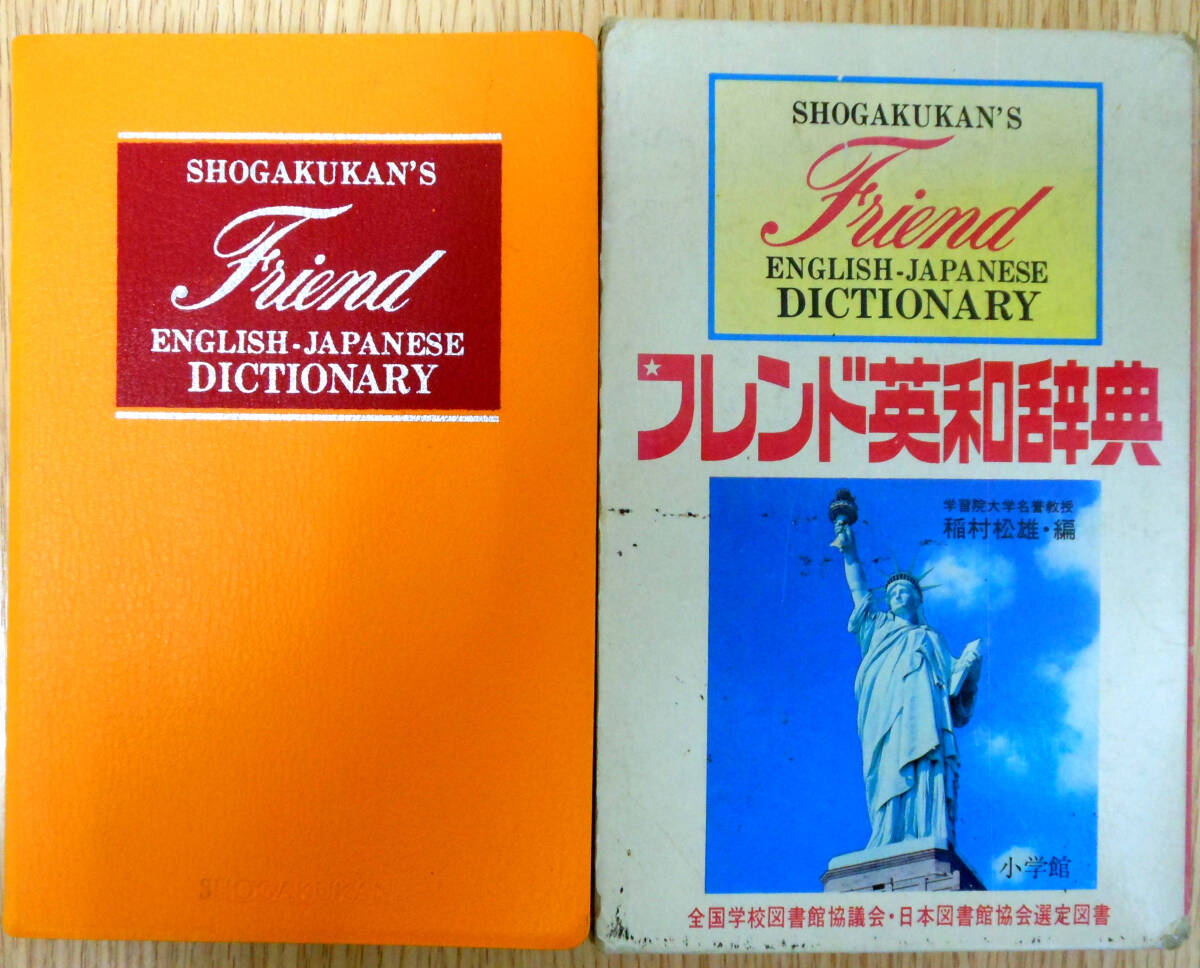 SHOGAKUKAN'S
Friend
ENGLISH-JAPANESE
DICTIONARY
SHOGAKUKAN
SHOGAKUKAN'S
Friend
ENGLISH-JAPANESE
DICTIONARY
フレンド英和辞典
学習院大学名誉教授
稲村松雄・編
小学館
全国学校図書館協議会・日本図書館協会選定図書